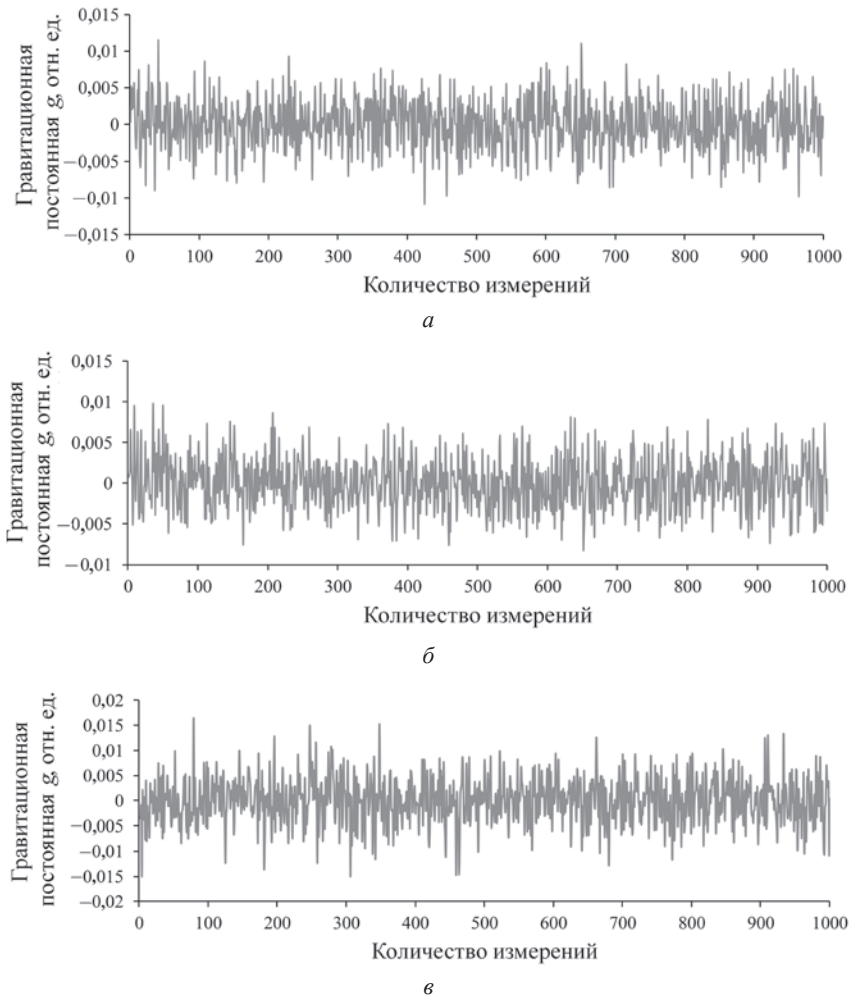 Гравитационная
постоянная g, отн. ед.
0,015
0,01
0,005
0
−0,005
−0,01
−0,015
0 100 200 300 400 500 600 700 800 900 1000
Количество измерений
а
Гравитационная
постоянная g, отн. ед.
0,015
0,01
0,005
0
−0,005
−0,01
0 100 200 300 400 500 600 700 800 900 1000
Количество измерений
б
Гравитационная
постоянная g, отн. ед.
0,02
0,015
0,01
0,005
0
−0,005
−0,01
−0,015
−0,02
0 100 200 300 400 500 600 700 800 900 1000
Количество измерений
в